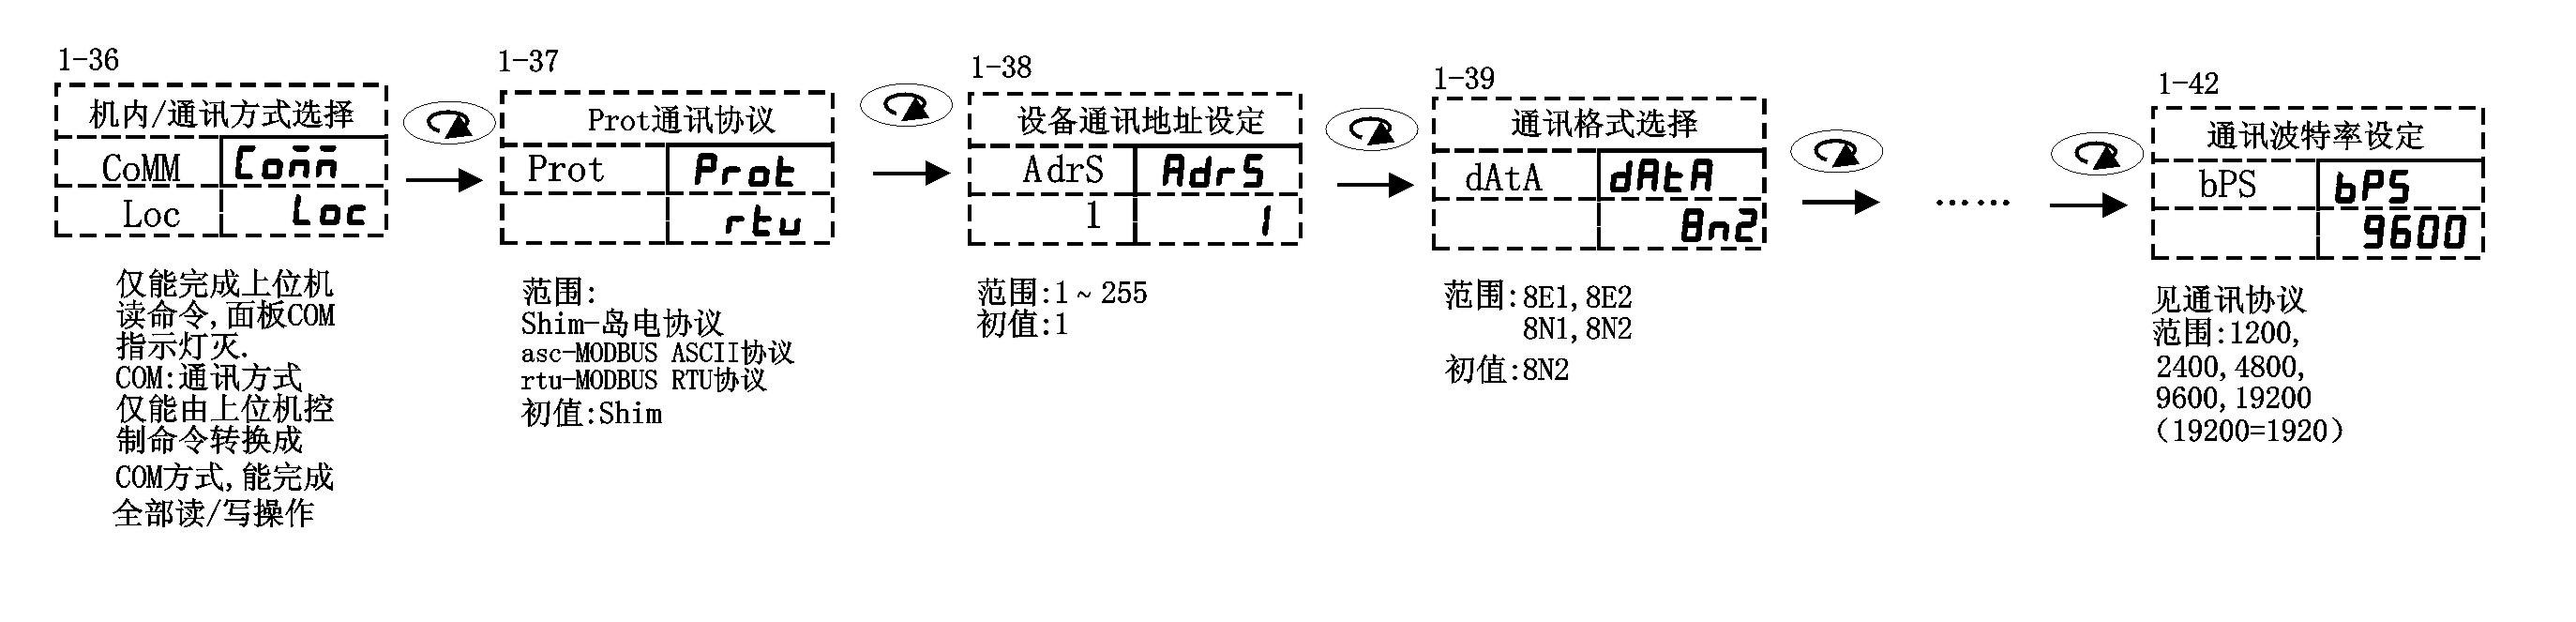 1-36
机内/通讯方式选择
CoMM Comm
Loc Loc
仅能完成上位机
读命令,面板COM
指示灯灭.
COM:通讯方式
仅能由上位机控
制命令转换成
COM方式,能完成
全部读/写操作
1-37
Prot通讯协议
Prot Prot
rtu
范围:
Shim-岛电协议
asc-MODBUS ASCII协议
rtu-MODBUS RTU协议
初值:Shim
1-38
设备通讯地址设定
AdrS AdrS
1 1
范围:1~255
初值:1
1-39
通讯格式选择
dAtA dAtA
8n2
范围:8E1,8E2
8N1,8N2
初值:8N2
……
1-42
通讯波特率设定
bPS bPS
9600
见通讯协议
范围:1200,
2400,4800,
9600,19200
(19200=1920)